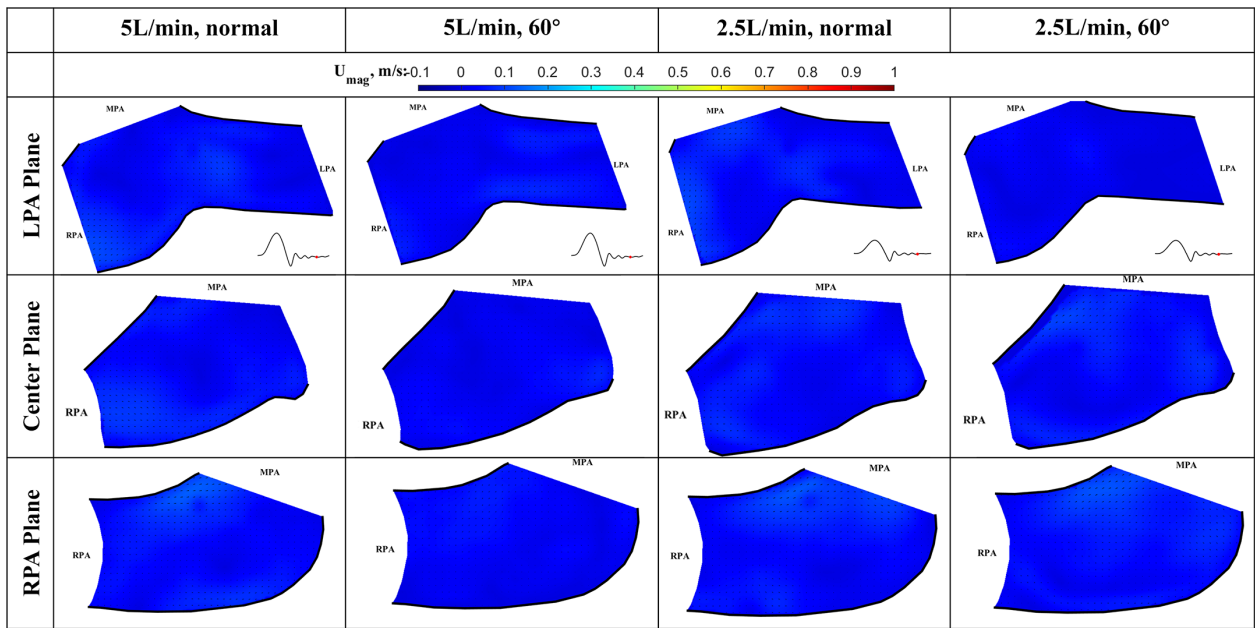 5L/min, normal
5L/min, 60°
2.5L/min, normal
2.5L/min, 60°
U_mag, m/s:-0.1 0 0.1 0.2 0.3 0.4 0.5 0.6 0.7 0.8 0.9 1
LPA Plane
MPA
LPA
RPA
MPA
LPA
RPA
MPA
LPA
RPA
MPA
LPA
RPA
Center Plane
MPA
RPA
MPA
RPA
MPA
RPA
MPA
RPA
RPA Plane
MPA
RPA
MPA
RPA
MPA
RPA
MPA
RPA